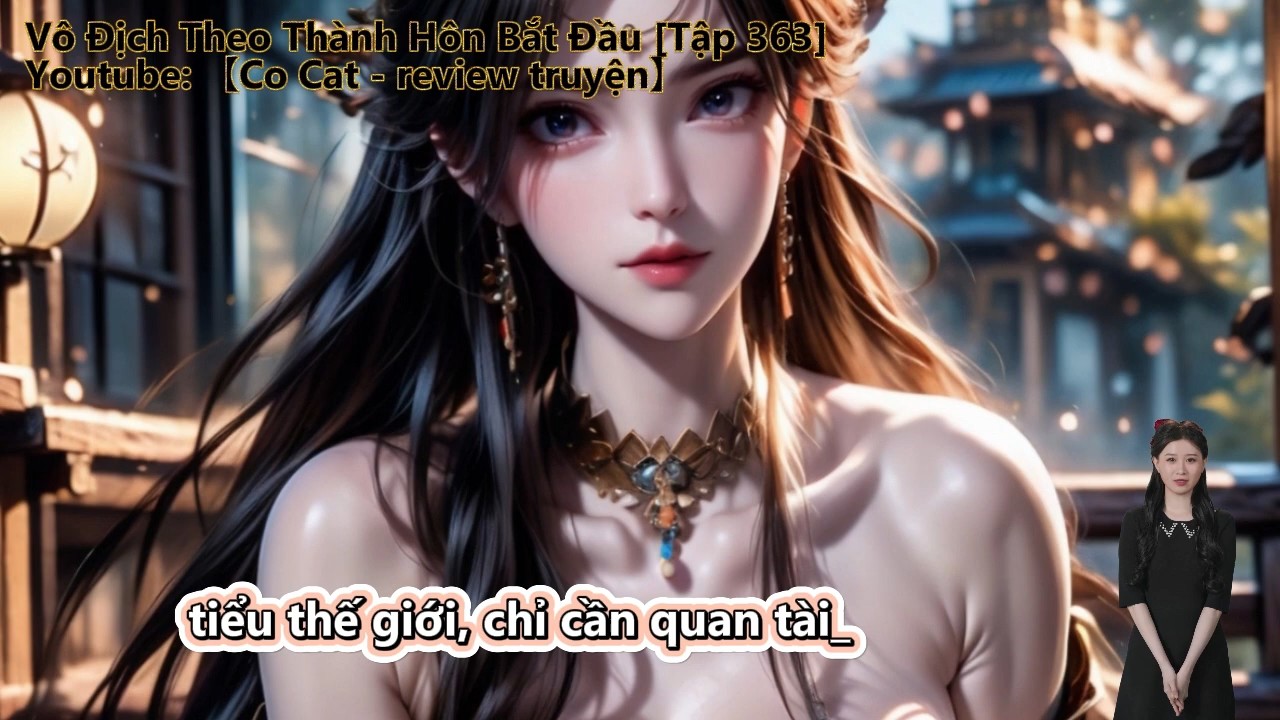 Vô Địch Theo Thành Hôn Bắt Đầu [Tập 363]
Youtube: 【Co Cat - review truyện】
tiểu thế giới, chỉ cần quan tài_